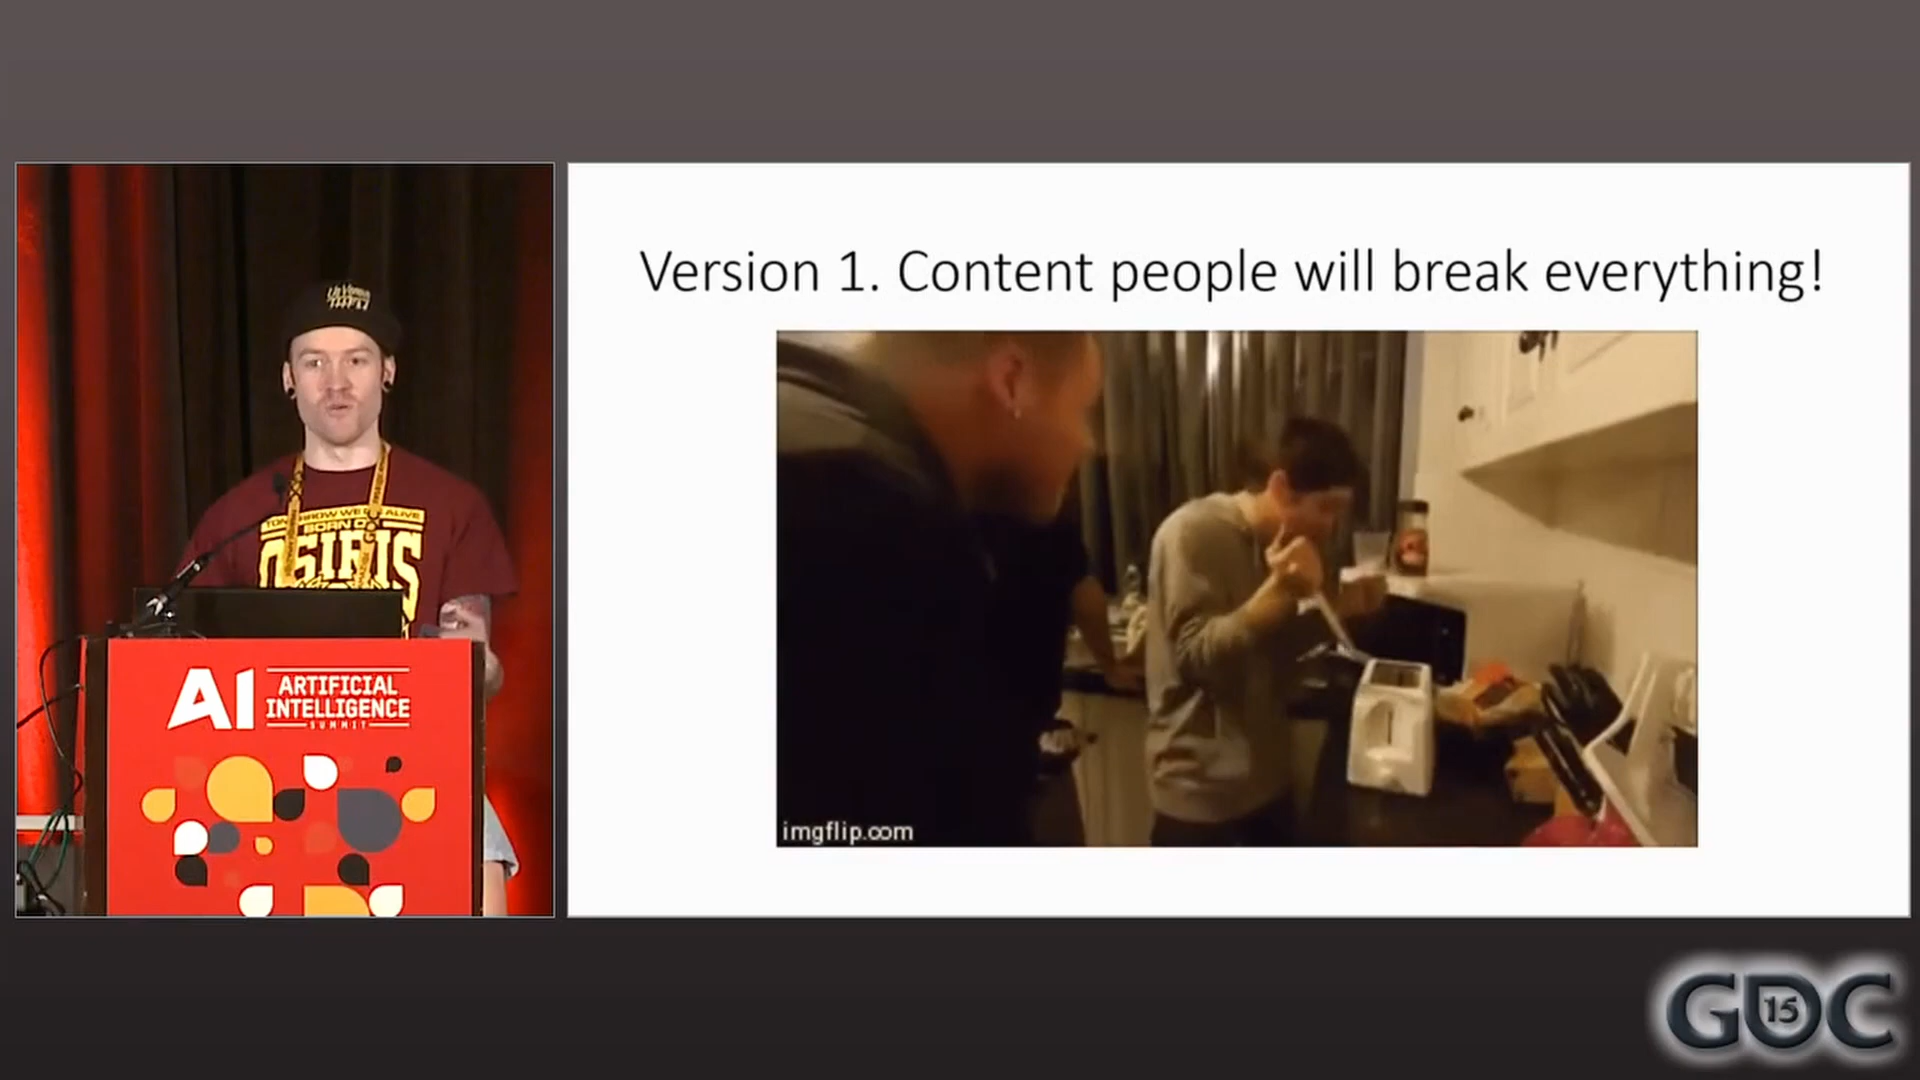 Version 1. Content people will break everything!
imgflip.com
OSIRIS
AI
ARTIFICIAL
INTELLIGENCE
SUMMIT
GDC
15